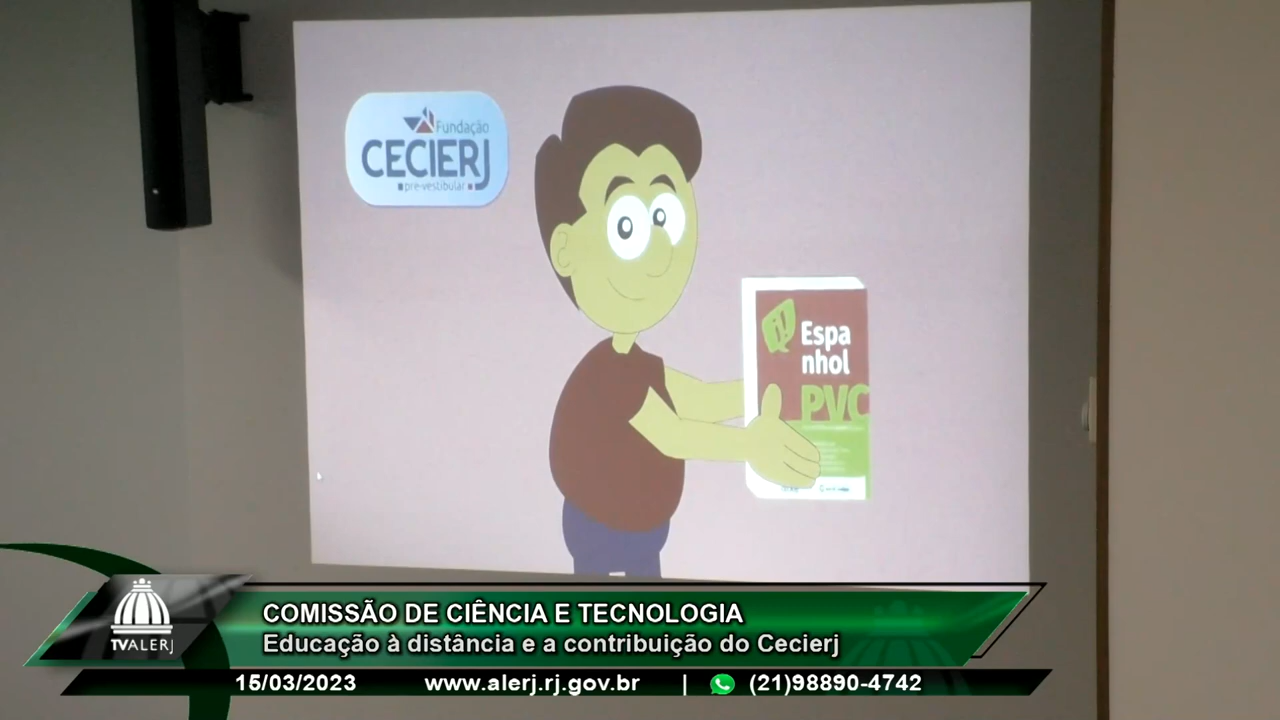 Fundação
CECIERJ
pré-vestibular
¡!
Espa
nhol
PVC
COMISSÃO DE CIÊNCIA E TECNOLOGIA
Educação à distância e a contribuição do Cecierj
TVALERJ
15/03/2023 www.alerj.rj.gov.br | (21)98890-4742